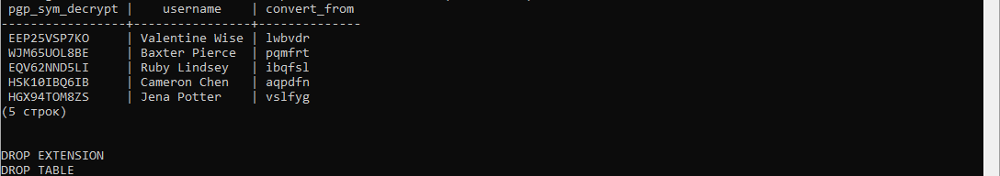 pgp_sym_decrypt | username | convert_from
----------------+----------------+--------------
EEP25VSP7KO | Valentine Wise | lwbvdr
WJM65UOL8BE | Baxter Pierce | pqmfrt
EQV62NND5LI | Ruby Lindsey | ibqfsl
HSK10IBQ6IB | Cameron Chen | aqpdfn
HGX94TOM8ZS | Jena Potter | vslfyg
(5 строк)
DROP EXTENSION
DROP TABLE